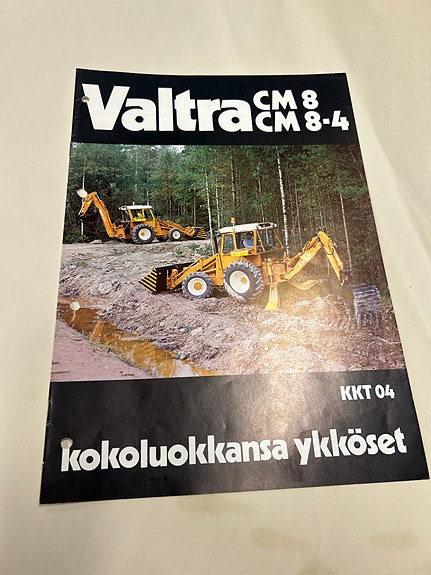 Valtra CM 8
CM 8-4
KKT 04
kokoluokkansa ykköset